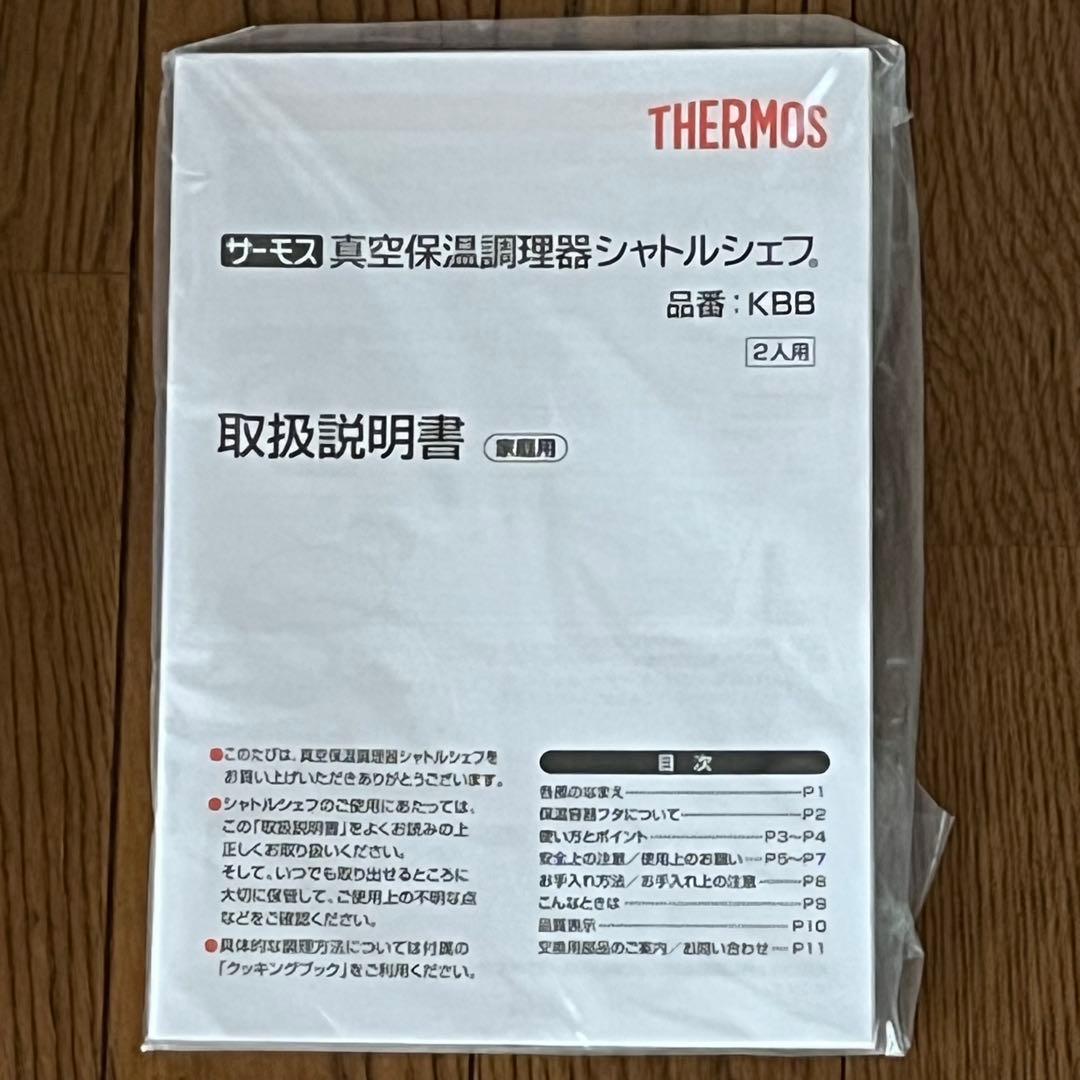 THERMOS
サーモス 真空保温調理器シャトルシェフ®
品番:KBB
2人用
取扱説明書 家庭用
●このたびは、真空保温調理器シャトルシェフを
お買い上げいただきありがとうございます。
●シャトルシェフのご使用にあたっては、
この「取扱説明書」をよくお読みの上
正しくお取り扱いください。
そして、いつでも取り出せるところに
大切に保管して、ご使用上の不明な点
などをご確認ください。
●具体的な調理方法については付属の
「クッキングブック」をご利用ください。
目次
各部のなまえ P1
保温容器フタについて P2
使い方とポイント P3～P4
安全上の注意/使用上のお願い P5～P7
お手入れ方法/お手入れ上の注意 P8
こんなときは P9
品質表示 P10
交換用部品のご案内/お問い合わせ P11